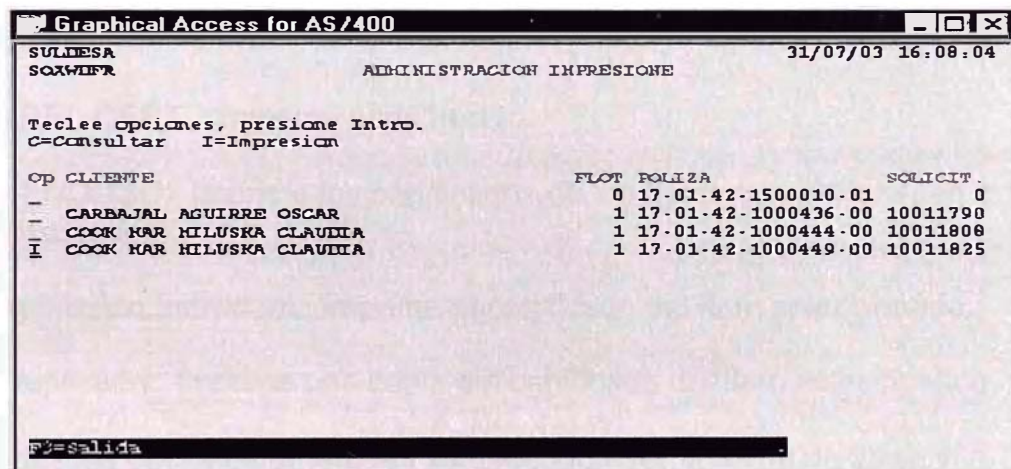 Graphical Access for AS/400
SULDESA 31/07/03 16:08:04
SOXWDFR ADMINISTRACION IMPRESIONE
Teclee opciones, presione Intro.
C=Consultar I=Impresion
Op CLIENTE FLOT POLIZA SOLICIT.
_ 0 17-01-42-1500010-01 0
_ CARBAJAL AGUIRRE OSCAR 1 17-01-42-1000436-00 10011790
_ COOK MAR MILUSKA CLAUDIA 1 17-01-42-1000444-00 10011808
I COOK MAR MILUSKA CLAUDIA 1 17-01-42-1000449-00 10011825
F3=Salida